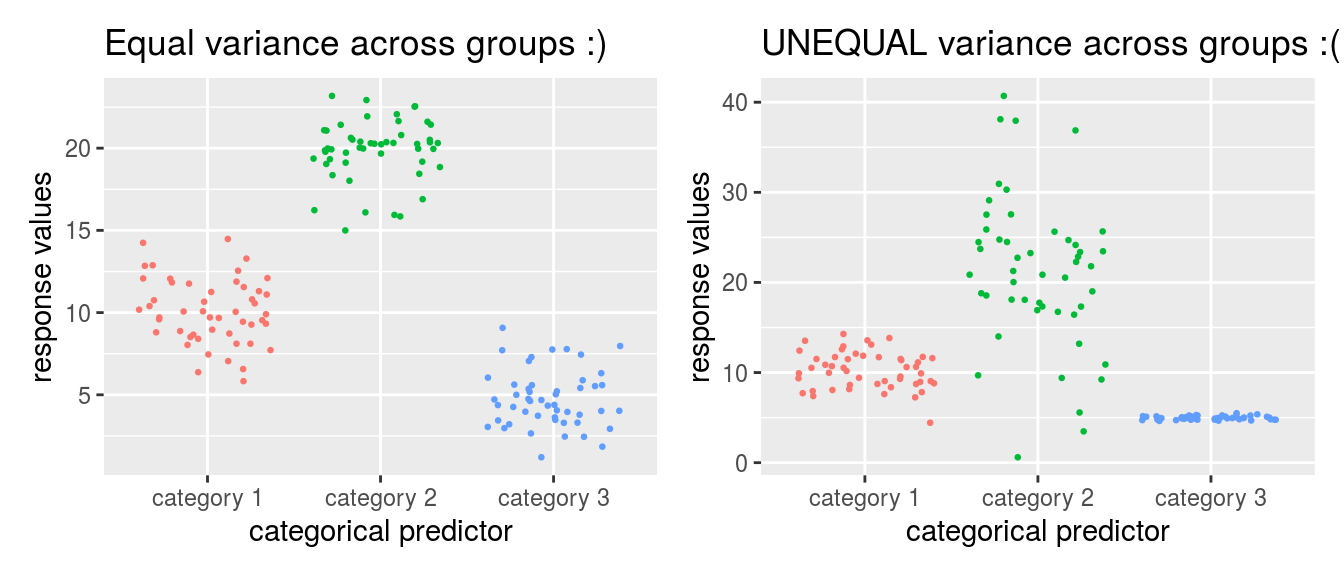 Equal variance across groups :)
response values
20
15
10
5
category 1
category 2
category 3
categorical predictor
UNEQUAL variance across groups :(
response values
40
30
20
10
0
category 1
category 2
category 3
categorical predictor